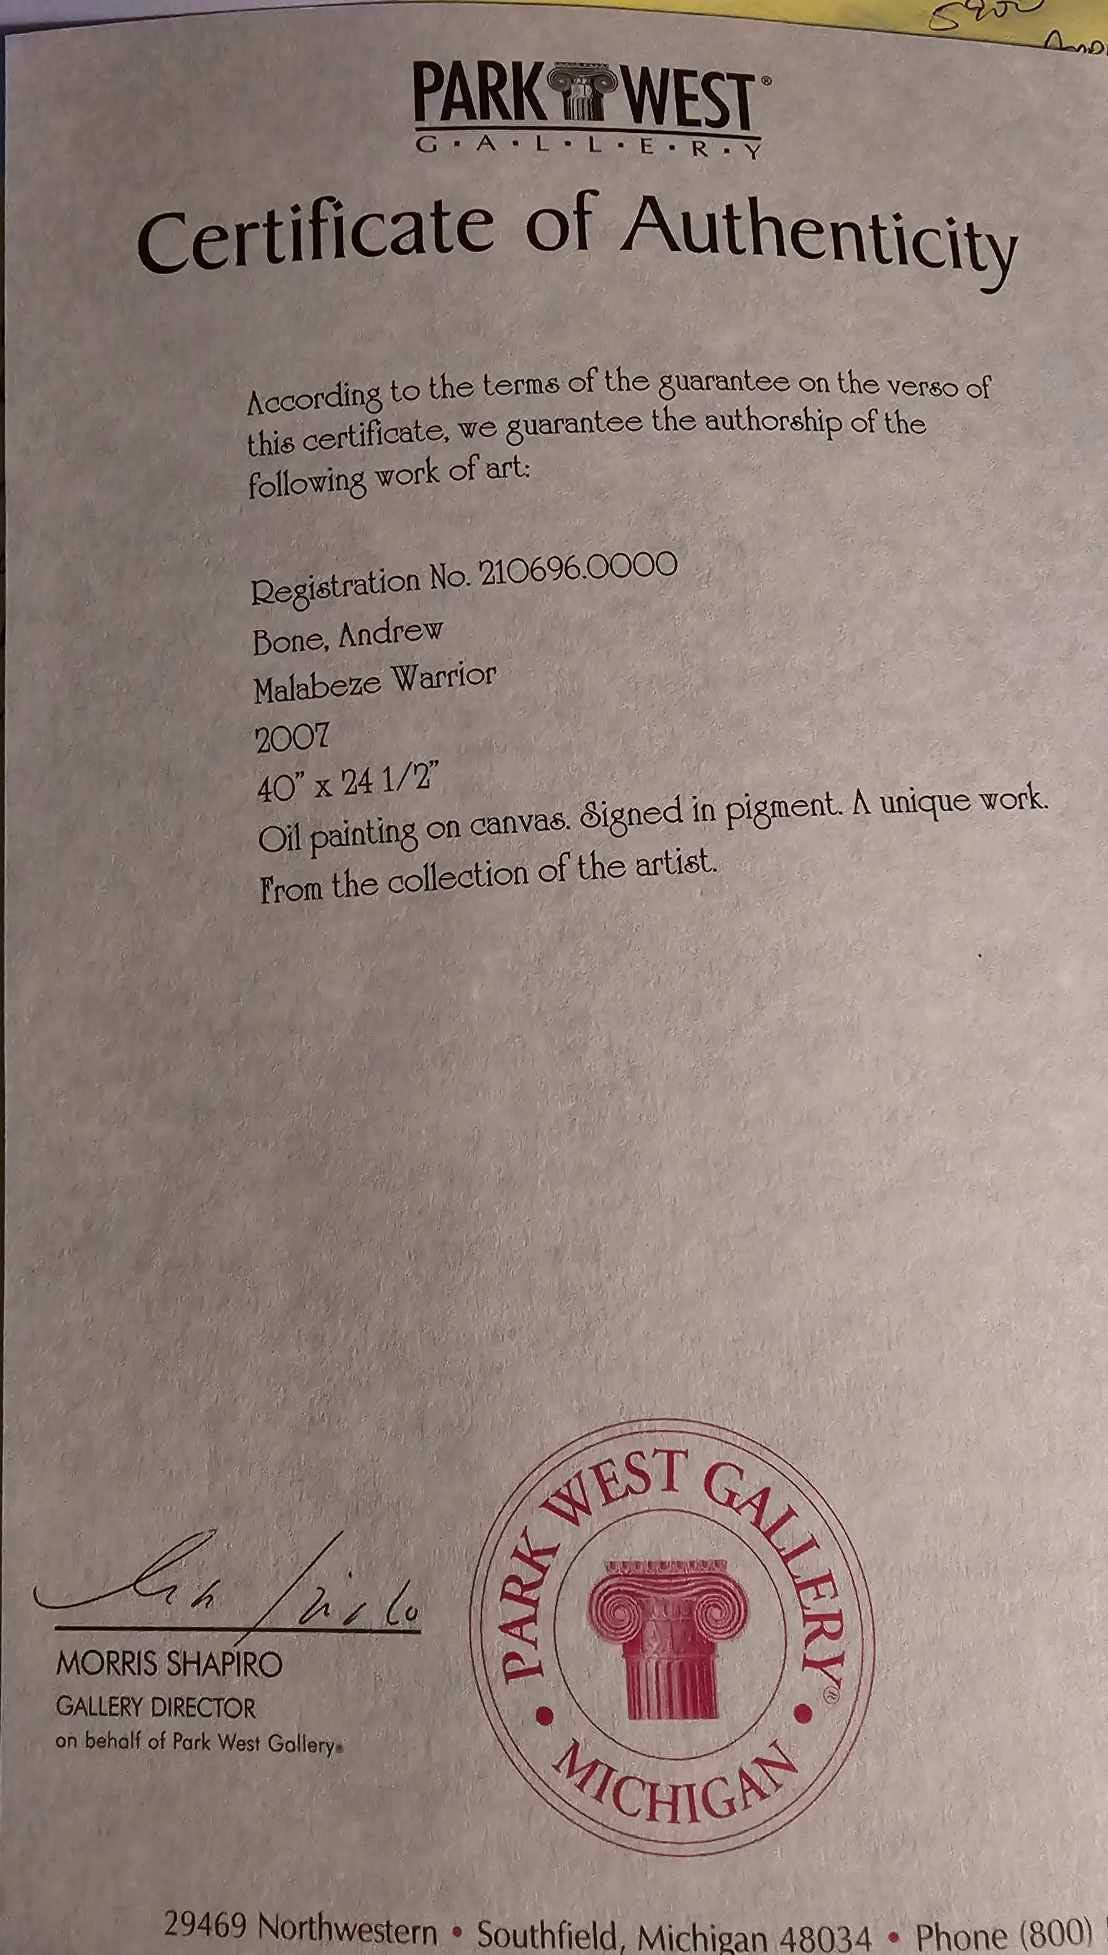 5900
PARK WEST®
G·A·L·L·E·R·Y
Certificate of Authenticity
According to the terms of the guarantee on the verso of
this certificate, we guarantee the authorship of the
following work of art:
Registration No. 210696.0000
Bone, Andrew
Malabeze Warrior
2007
40" x 24 1/2"
Oil painting on canvas. Signed in pigment. A unique work.
From the collection of the artist.
MORRIS SHAPIRO
GALLERY DIRECTOR
on behalf of Park West Gallery®
PARK WEST GALLERY®
• MICHIGAN •
29469 Northwestern • Southfield, Michigan 48034 • Phone (800)